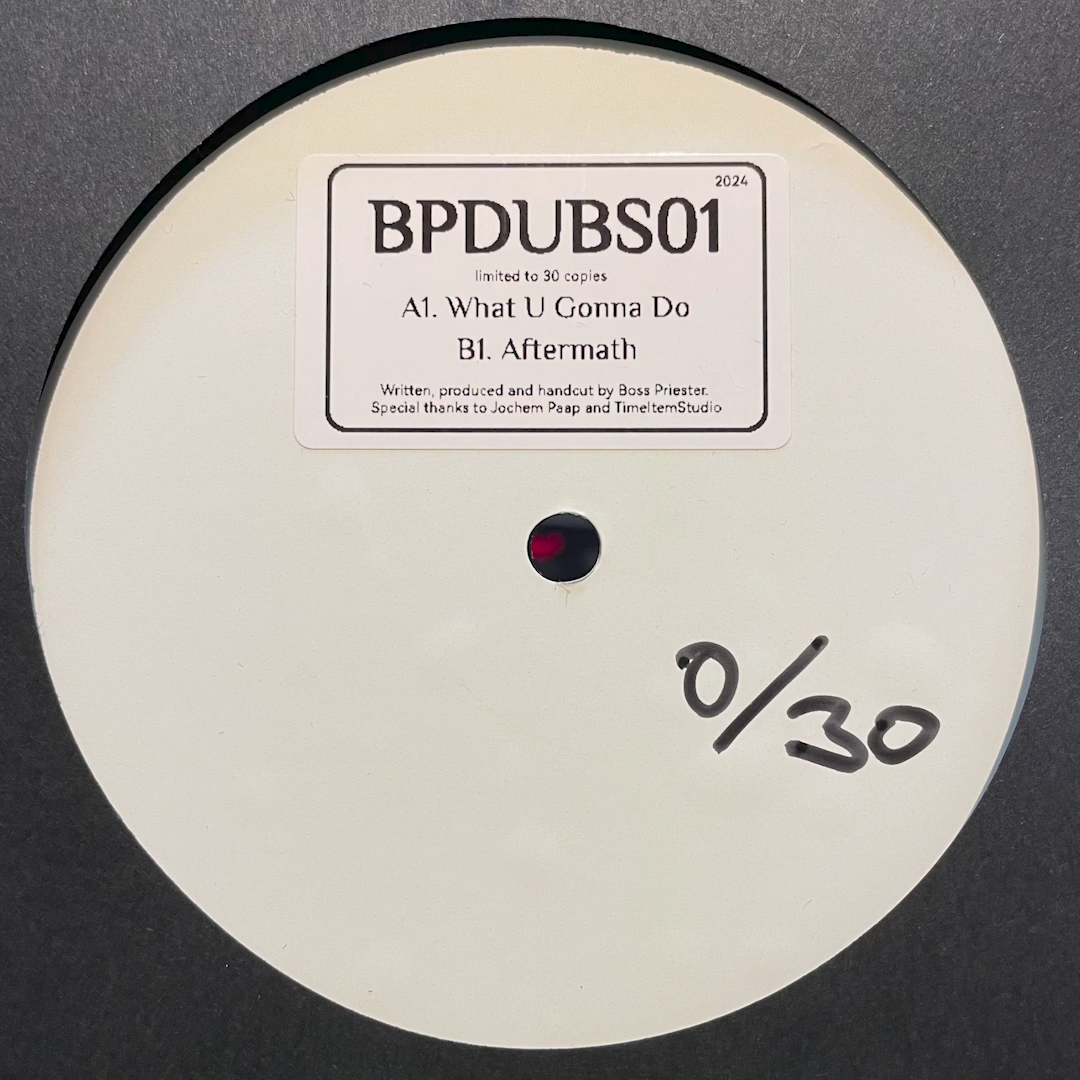 2024
BPDUBS01
limited to 30 copies
A1. What U Gonna Do
B1. Aftermath
Written, produced and handcut by Boss Priester.
Special thanks to Jochem Paap and TimeItemStudio
0/30